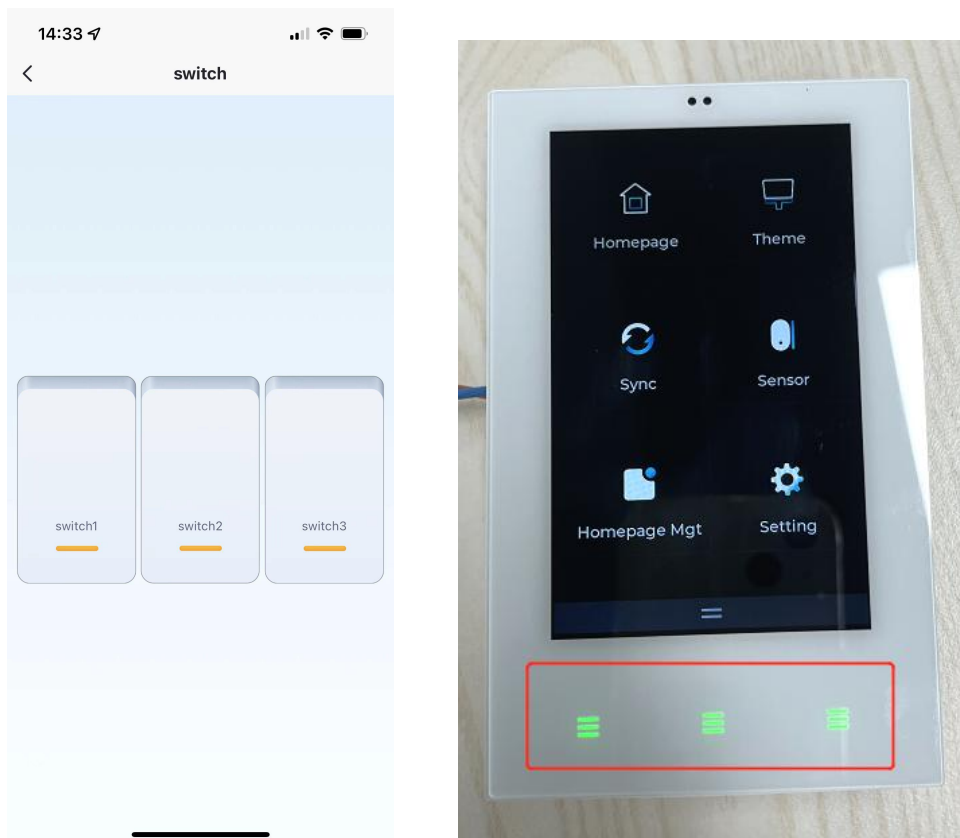 14:33
switch
switch1
switch2
switch3
Homepage
Theme
Sync
Sensor
Homepage Mgt
Setting